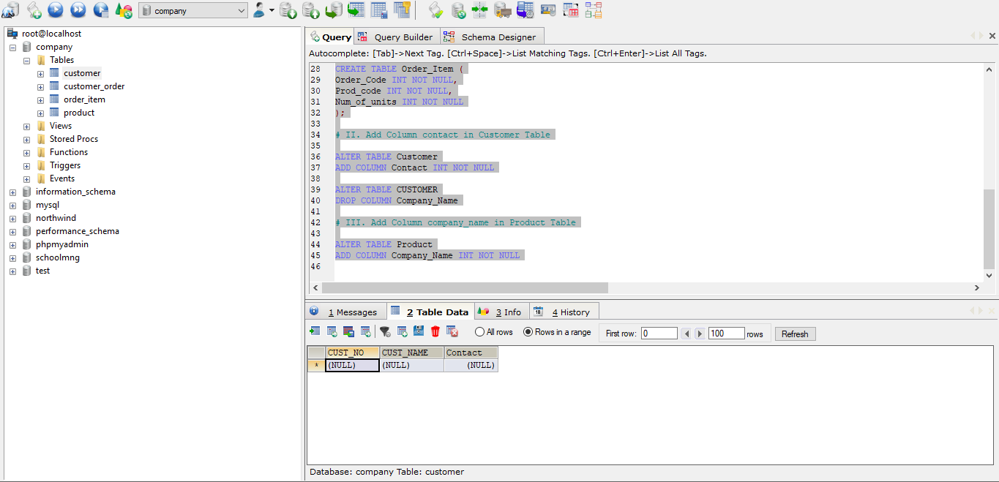 company
root@localhost
company
Tables
customer
customer_order
order_item
product
Views
Stored Procs
Functions
Triggers
Events
information_schema
mysql
northwind
performance_schema
phpmyadmin
schoolmng
test
Query
Query Builder
Schema Designer
Autocomplete: [Tab]->Next Tag. [Ctrl+Space]->List Matching Tags. [Ctrl+Enter]->List All Tags.
28 CREATE TABLE Order_Item (
29 Order_Code INT NOT NULL,
30 Prod_code INT NOT NULL,
31 Num_of_units INT NOT NULL
32 );
33
34 # II. Add Column contact in Customer Table
35
36 ALTER TABLE Customer
37 ADD COLUMN Contact INT NOT NULL
38
39 ALTER TABLE CUSTOMER
40 DROP COLUMN Company_Name
41
42 # III. Add Column company_name in Product Table
43
44 ALTER TABLE Product
45 ADD COLUMN Company_Name INT NOT NULL
46
1 Messages 2 Table Data 3 Info 18 4 History
All rows Rows in a range First row: 0 100 rows Refresh
CUST_NO CUST_NAME Contact
* (NULL) (NULL) (NULL)
Database: company Table: customer